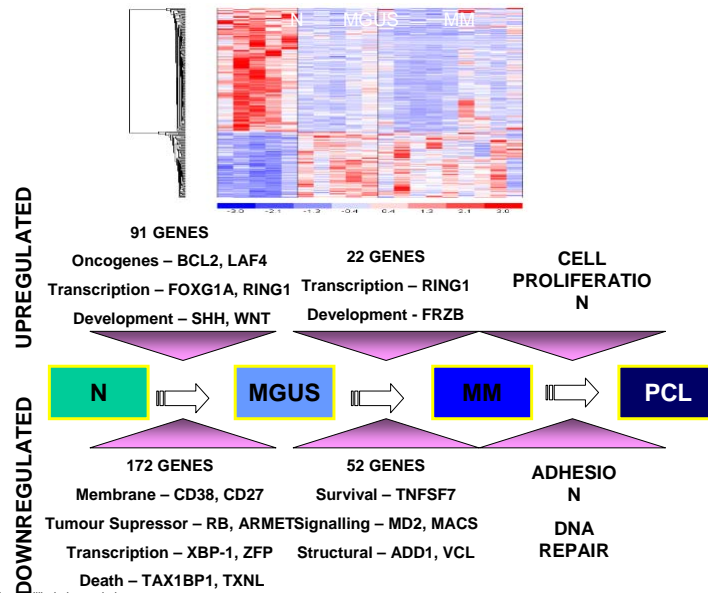 N MGUS MM
-3.0 -2.1 -1.3 -0.4 0.4 1.3 2.1 3.0
UPREGULATED
91 GENES
Oncogenes – BCL2, LAF4
Transcription – FOXG1A, RING1
Development – SHH, WNT
22 GENES
Transcription – RING1
Development - FRZB
CELL
PROLIFERATIO
N
N
MGUS
MM
PCL
DOWNREGULATED
172 GENES
Membrane – CD38, CD27
Tumour Supressor – RB, ARMET
Transcription – XBP-1, ZFP
Death – TAX1BP1, TXNL
52 GENES
Survival – TNFSF7
Signalling – MD2, MACS
Structural – ADD1, VCL
ADHESIO
N
DNA
REPAIR